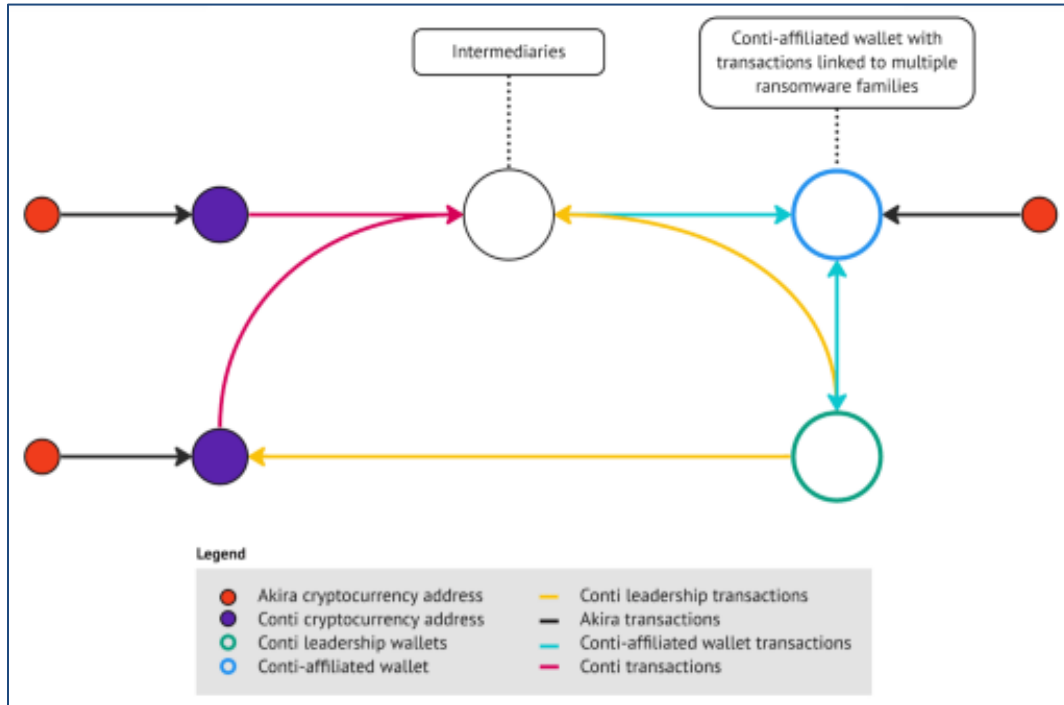 Intermediaries
Conti-affiliated wallet with
transactions linked to multiple
ransomware families
Legend
Akira cryptocurrency address
Conti cryptocurrency address
Conti leadership wallets
Conti-affiliated wallet
Conti leadership transactions
Akira transactions
Conti-affiliated wallet transactions
Conti transactions